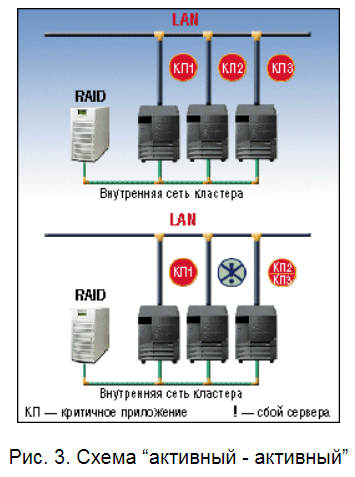 LAN
КП1 КП2 КП3
RAID
Внутренняя сеть кластера
LAN
КП1 КП2
КП3
RAID
Внутренняя сеть кластера
КП — критичное приложение ! — сбой сервера
Рис. 3. Схема “активный - активный”